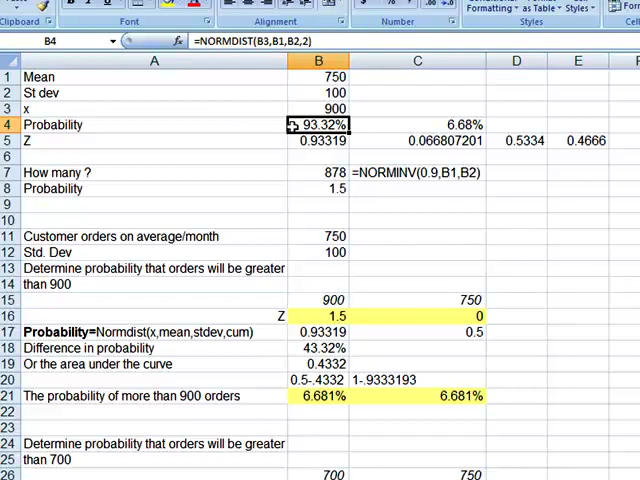 Conditional Formatting
Format as Table
Cell Styles
Clipboard
Font
Alignment
Number
Styles
B4 fx =NORMDIST(B3,B1,B2,2)
A B C D E
1 Mean 750
2 St dev 100
3 x 900
4 Probability 93.32% 6.68%
5 Z 0.93319 0.066807201 0.5334 0.4666
6
7 How many ? 878 =NORMINV(0.9,B1,B2)
8 Probability 1.5
9
10
11 Customer orders on average/month 750
12 Std. Dev 100
13 Determine probability that orders will be greater
14 than 900
15 900 750
16 Z 1.5 0
17 Probability=Normdist(x,mean,stdev,cum) 0.93319 0.5
18 Difference in probability 43.32%
19 Or the area under the curve 0.4332
20 0.5-.4332 1-.9333193
21 The probability of more than 900 orders 6.681% 6.681%
22
23
24 Determine probability that orders will be greater
25 than 700
26 700 750